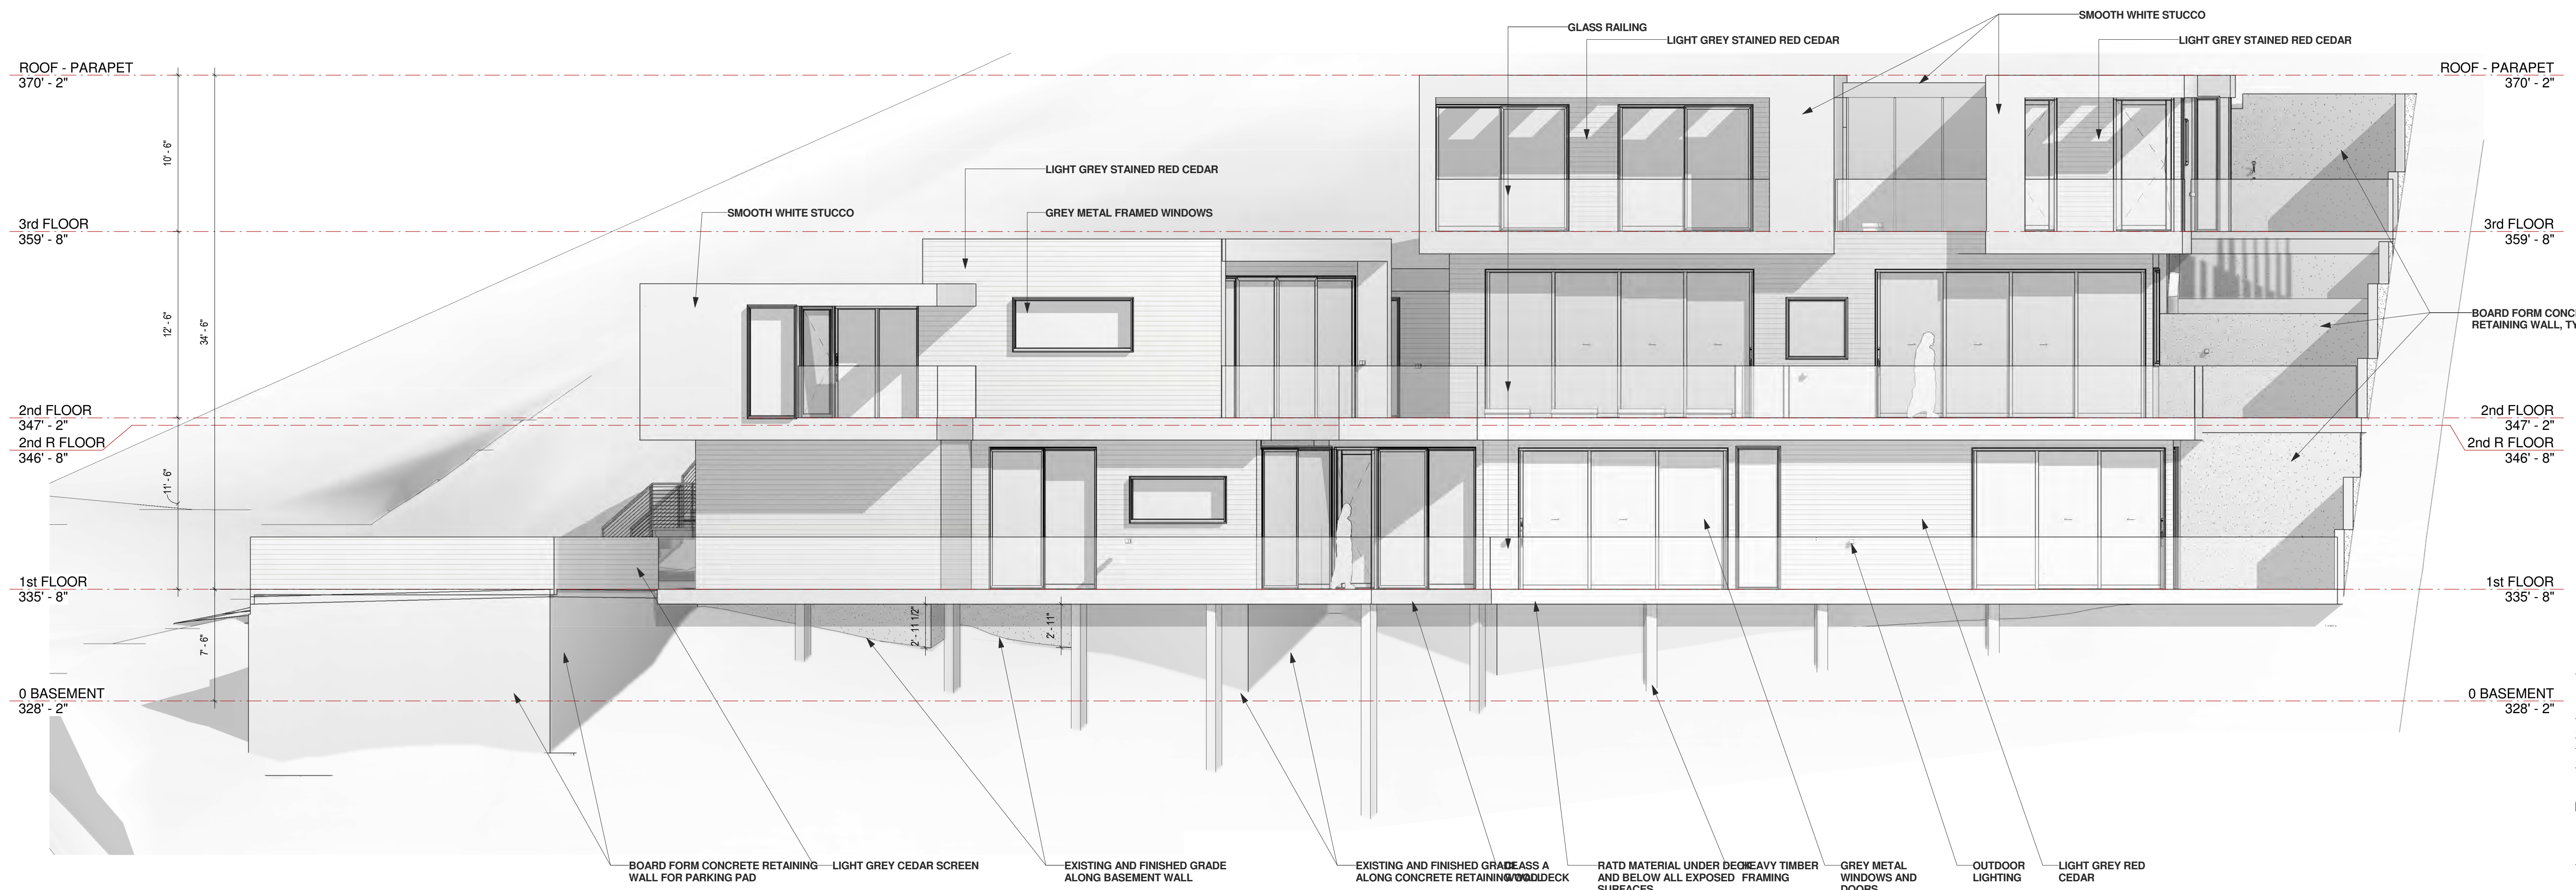 SMOOTH WHITE STUCCO
GLASS RAILING
LIGHT GREY STAINED RED CEDAR
LIGHT GREY STAINED RED CEDAR
ROOF - PARAPET
370' - 2"
ROOF - PARAPET
370' - 2"
10' - 6"
LIGHT GREY STAINED RED CEDAR
SMOOTH WHITE STUCCO
GREY METAL FRAMED WINDOWS
3rd FLOOR
359' - 8"
3rd FLOOR
359' - 8"
12' - 6"
34' - 6"
BOARD FORM CONC
RETAINING WALL, TY
2nd FLOOR
347' - 2"
2nd R FLOOR
346' - 8"
2nd FLOOR
347' - 2"
2nd R FLOOR
346' - 8"
11' - 6"
1st FLOOR
335' - 8"
1st FLOOR
335' - 8"
7' - 6"
2' - 11 1/2"
2' - 11"
0 BASEMENT
328' - 2"
0 BASEMENT
328' - 2"
BOARD FORM CONCRETE RETAINING
WALL FOR PARKING PAD
LIGHT GREY CEDAR SCREEN
EXISTING AND FINISHED GRADE
ALONG BASEMENT WALL
EXISTING AND FINISHED GRADE
ALONG CONCRETE RETAINING WALL
CLASS A
WOOD DECK
RATD MATERIAL UNDER DECK
AND BELOW ALL EXPOSED
SURFACES
HEAVY TIMBER
FRAMING
GREY METAL
WINDOWS AND
DOORS
OUTDOOR
LIGHTING
LIGHT GREY RED
CEDAR